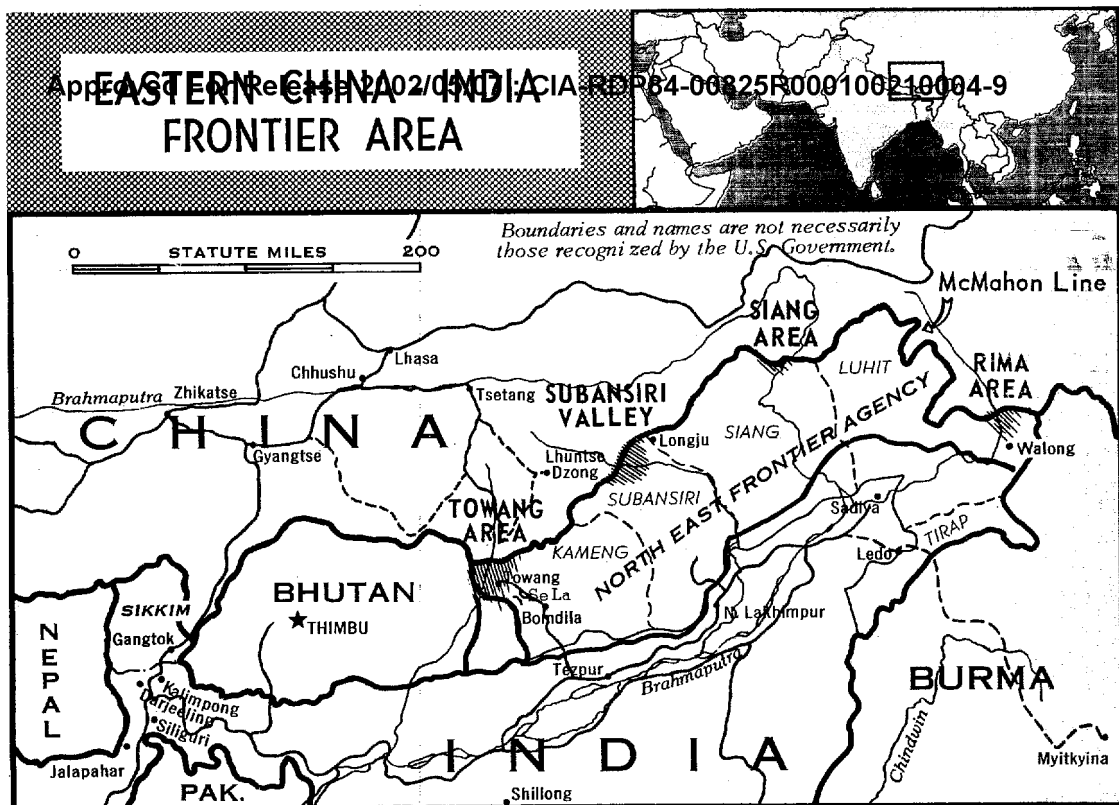 Approved For Release 2002/05/07 : CIA-RDP84-00825R000100210004-9
EASTERN CHINA - INDIA
FRONTIER AREA
Boundaries and names are not necessarily
those recognized by the U.S. Government.
0 STATUTE MILES 200
McMahon Line
SIANG
AREA
LUHIT
RIMA
AREA
Lhasa
Chhushu
Brahmaputra
Zhikatse
Tsetang
SUBANSIRI
VALLEY
CHINA
Gyangtse
Longju
SIANG
Walong
Lhuntse
Dzong
SUBANSIRI
NORTH EAST FRONTIER AGENCY
Sadiya
TOWANG
AREA
KAMENG
TIRAP
Ledo
Towang
Se La
Bomdila
BHUTAN
THIMBU
SIKKIM
Gangtok
N. Lakhimpur
NEPAL
Tezpur
Brahmaputra
BURMA
Kalimpong
Darjeeling
Siliguri
Chindwin
INDIA
Jalapahar
Myitkyina
PAK.
Shillong